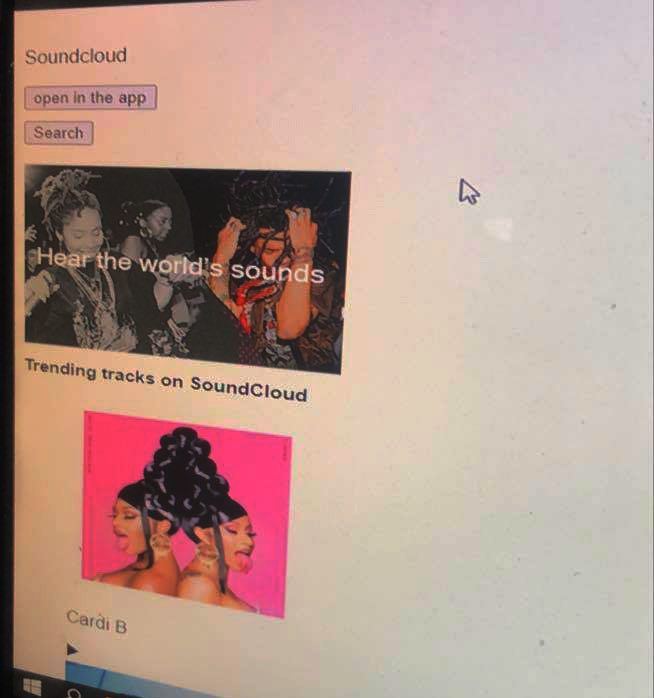 Soundcloud
open in the app
Search
Hear the world's sounds
Trending tracks on SoundCloud
Cardi B